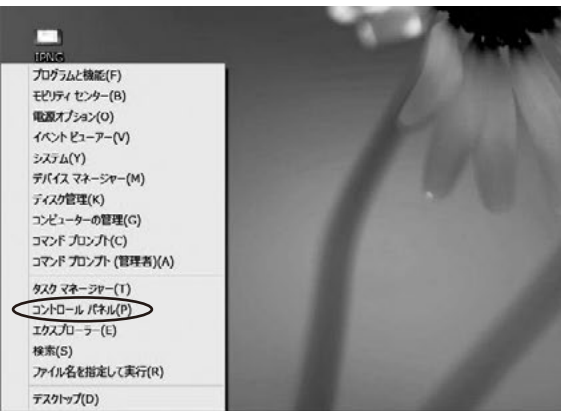 IPNG
プログラムと機能(F)
モビリティ センター(B)
電源オプション(O)
イベント ビューアー(V)
システム(Y)
デバイス マネージャー(M)
ディスク管理(K)
コンピューターの管理(G)
コマンド プロンプト(C)
コマンド プロンプト (管理者)(A)
タスク マネージャー(T)
コントロール パネル(P)
エクスプローラー(E)
検索(S)
ファイル名を指定して実行(R)
デスクトップ(D)